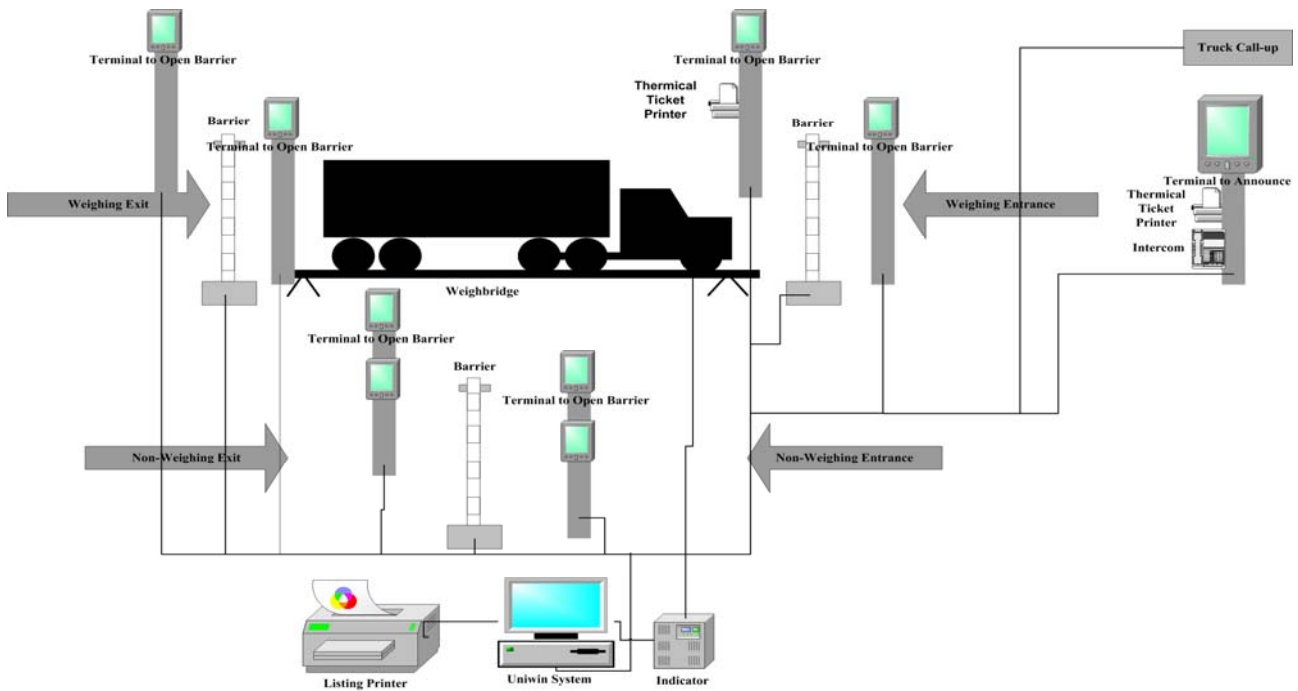 Truck Call-up
Terminal to Open Barrier
Terminal to Open Barrier
Thermical
Ticket
Printer
Barrier
Terminal to Open Barrier
Barrier
Terminal to Open Barrier
Terminal to Announce
Thermical
Ticket
Printer
Intercom
Weighing Exit
Weighing Entrance
Weighbridge
Terminal to Open Barrier
Barrier
Terminal to Open Barrier
Non-Weighing Exit
Non-Weighing Entrance
Listing Printer
Uniwin System
Indicator